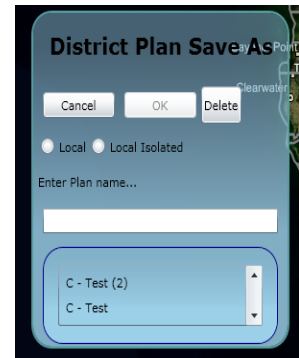 District Plan Save As
Clearwater
Cancel
OK
Delete
Local
Local Isolated
Enter Plan name...
C - Test (2)
C - Test